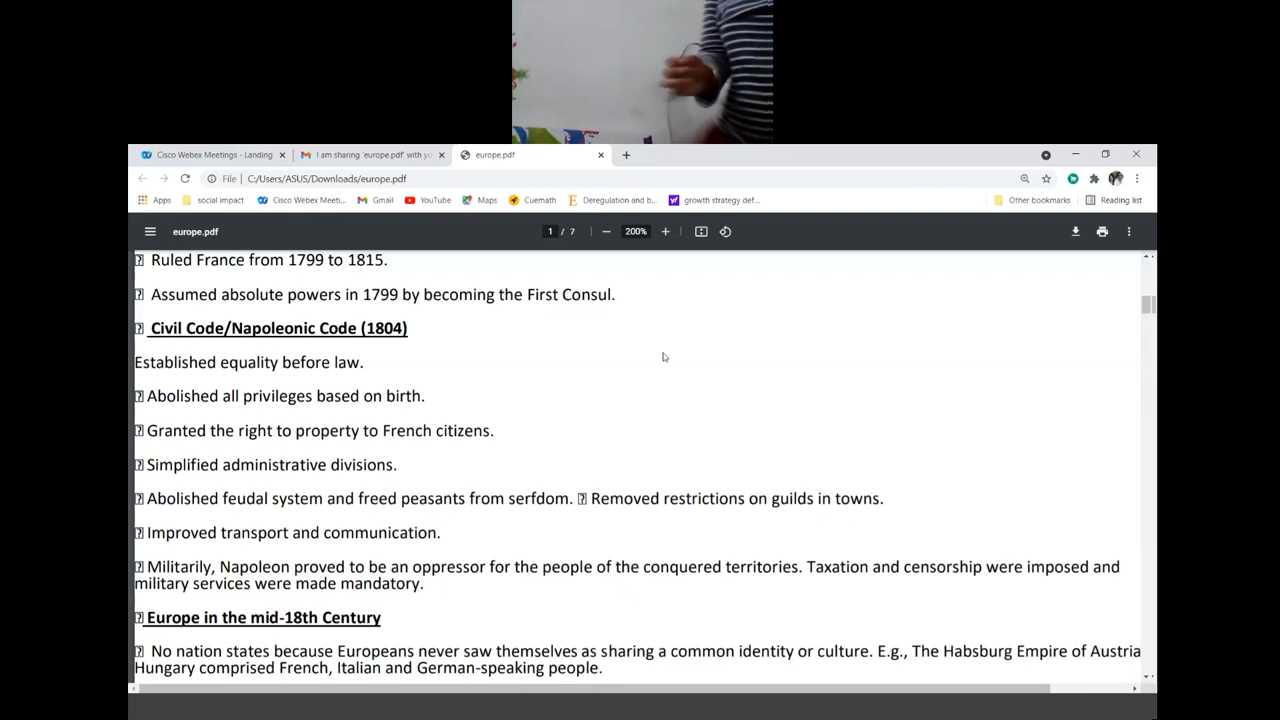 Cisco Webex Meetings - Landing
I am sharing 'europe.pdf' with yo
europe.pdf
File | C:/Users/ASUS/Downloads/europe.pdf
Apps social impact Cisco Webex Meeti... Gmail YouTube Maps Cuemath Deregulation and b... growth strategy def... Other bookmarks Reading list
europe.pdf 1 / 7 200%
Ruled France from 1799 to 1815.
Assumed absolute powers in 1799 by becoming the First Consul.
Civil Code/Napoleonic Code (1804)
Established equality before law.
Abolished all privileges based on birth.
Granted the right to property to French citizens.
Simplified administrative divisions.
Abolished feudal system and freed peasants from serfdom. Removed restrictions on guilds in towns.
Improved transport and communication.
Militarily, Napoleon proved to be an oppressor for the people of the conquered territories. Taxation and censorship were imposed and
military services were made mandatory.
Europe in the mid-18th Century
No nation states because Europeans never saw themselves as sharing a common identity or culture. E.g., The Habsburg Empire of Austria
Hungary comprised French, Italian and German-speaking people.